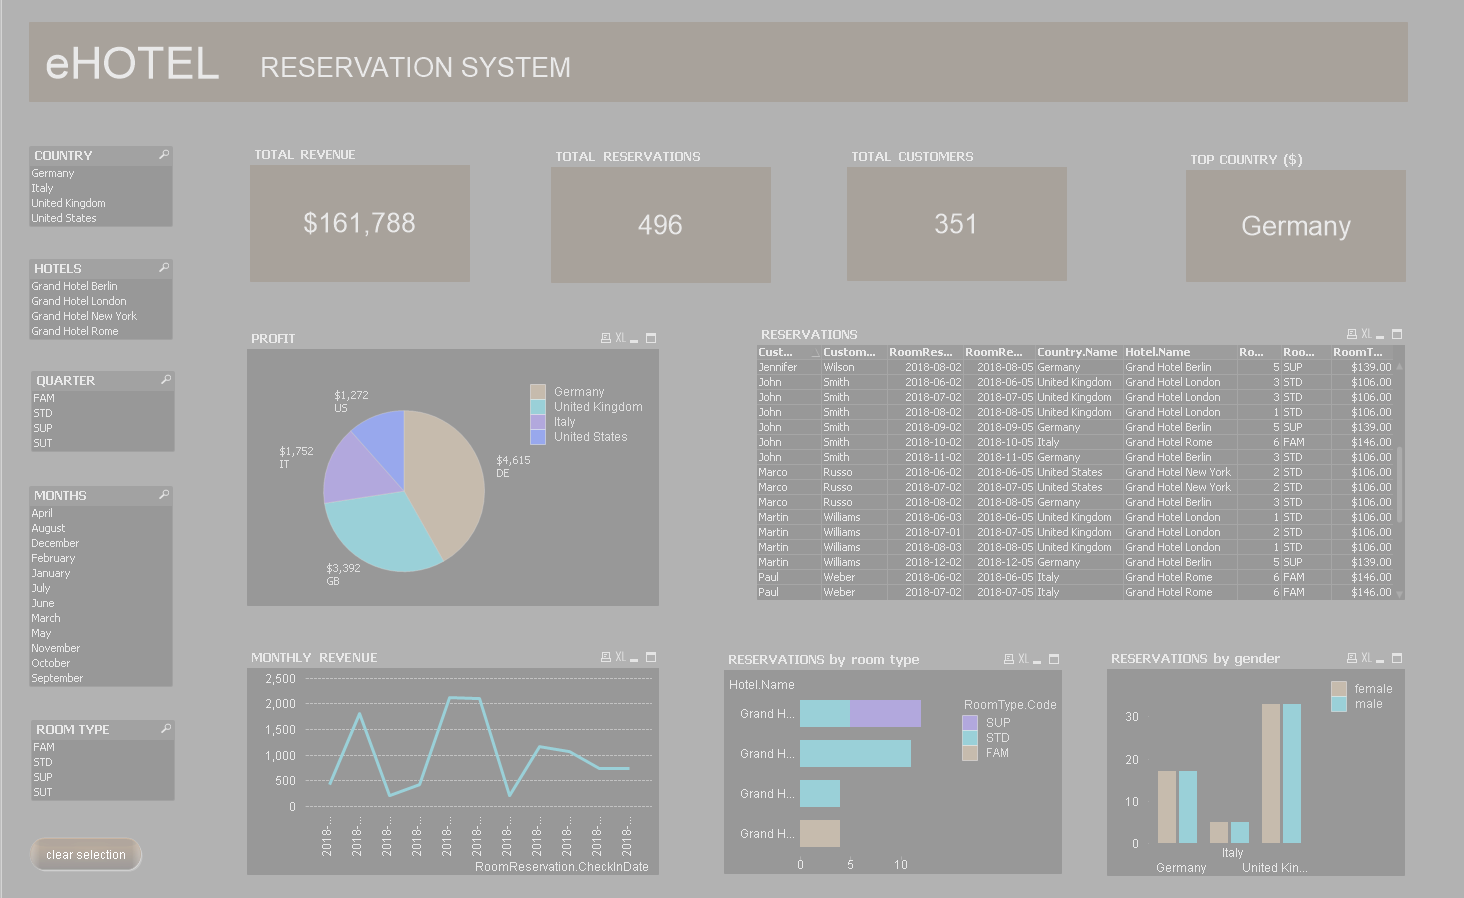 eHOTEL RESERVATION SYSTEM
COUNTRY
Germany
Italy
United Kingdom
United States
HOTELS
Grand Hotel Berlin
Grand Hotel London
Grand Hotel New York
Grand Hotel Rome
QUARTER
FAM
STD
SUP
SUT
MONTHS
April
August
December
February
January
July
June
March
May
November
October
September
ROOM TYPE
FAM
STD
SUP
SUT
clear selection
TOTAL REVENUE
$161,788
TOTAL RESERVATIONS
496
TOTAL CUSTOMERS
351
TOP COUNTRY ($)
Germany
PROFIT
XL
$1,272
US
$1,752
IT
$4,615
DE
$3,392
GB
Germany
United Kingdom
Italy
United States
RESERVATIONS
XL
Cust... Custom... RoomRes... RoomRe... Country.Name Hotel.Name Ro... Roo... RoomT...
Jennifer Wilson 2018-08-02 2018-08-05 Germany Grand Hotel Berlin 5 SUP $139.00
John Smith 2018-06-02 2018-06-05 United Kingdom Grand Hotel London 3 STD $106.00
John Smith 2018-07-02 2018-07-05 United Kingdom Grand Hotel London 3 STD $106.00
John Smith 2018-08-02 2018-08-05 United Kingdom Grand Hotel London 1 STD $106.00
John Smith 2018-09-02 2018-09-05 Germany Grand Hotel Berlin 5 SUP $139.00
John Smith 2018-10-02 2018-10-05 Italy Grand Hotel Rome 6 FAM $146.00
John Smith 2018-11-02 2018-11-05 Germany Grand Hotel Berlin 3 STD $106.00
Marco Russo 2018-06-02 2018-06-05 United States Grand Hotel New York 2 STD $106.00
Marco Russo 2018-07-02 2018-07-05 United States Grand Hotel New York 2 STD $106.00
Marco Russo 2018-08-02 2018-08-05 Germany Grand Hotel Berlin 3 STD $106.00
Martin Williams 2018-06-03 2018-06-05 United Kingdom Grand Hotel London 1 STD $106.00
Martin Williams 2018-07-01 2018-07-05 United Kingdom Grand Hotel London 2 STD $106.00
Martin Williams 2018-08-03 2018-08-05 United Kingdom Grand Hotel London 1 STD $106.00
Martin Williams 2018-12-02 2018-12-05 Germany Grand Hotel Berlin 5 SUP $139.00
Paul Weber 2018-06-02 2018-06-05 Italy Grand Hotel Rome 6 FAM $146.00
Paul Weber 2018-07-02 2018-07-05 Italy Grand Hotel Rome 6 FAM $146.00
MONTHLY REVENUE
XL
2,500
2,000
1,500
1,000
500
0
2018-... 2018-... 2018-... 2018-... 2018-... 2018-... 2018-... 2018-... 2018-... 2018-... 2018-...
RoomReservation.CheckInDate
RESERVATIONS by room type
XL
Hotel.Name
Grand H...
Grand H...
Grand H...
Grand H...
0 5 10
RoomType.Code
SUP
STD
FAM
RESERVATIONS by gender
XL
female
male
30
20
10
0
Germany Italy United Kin...